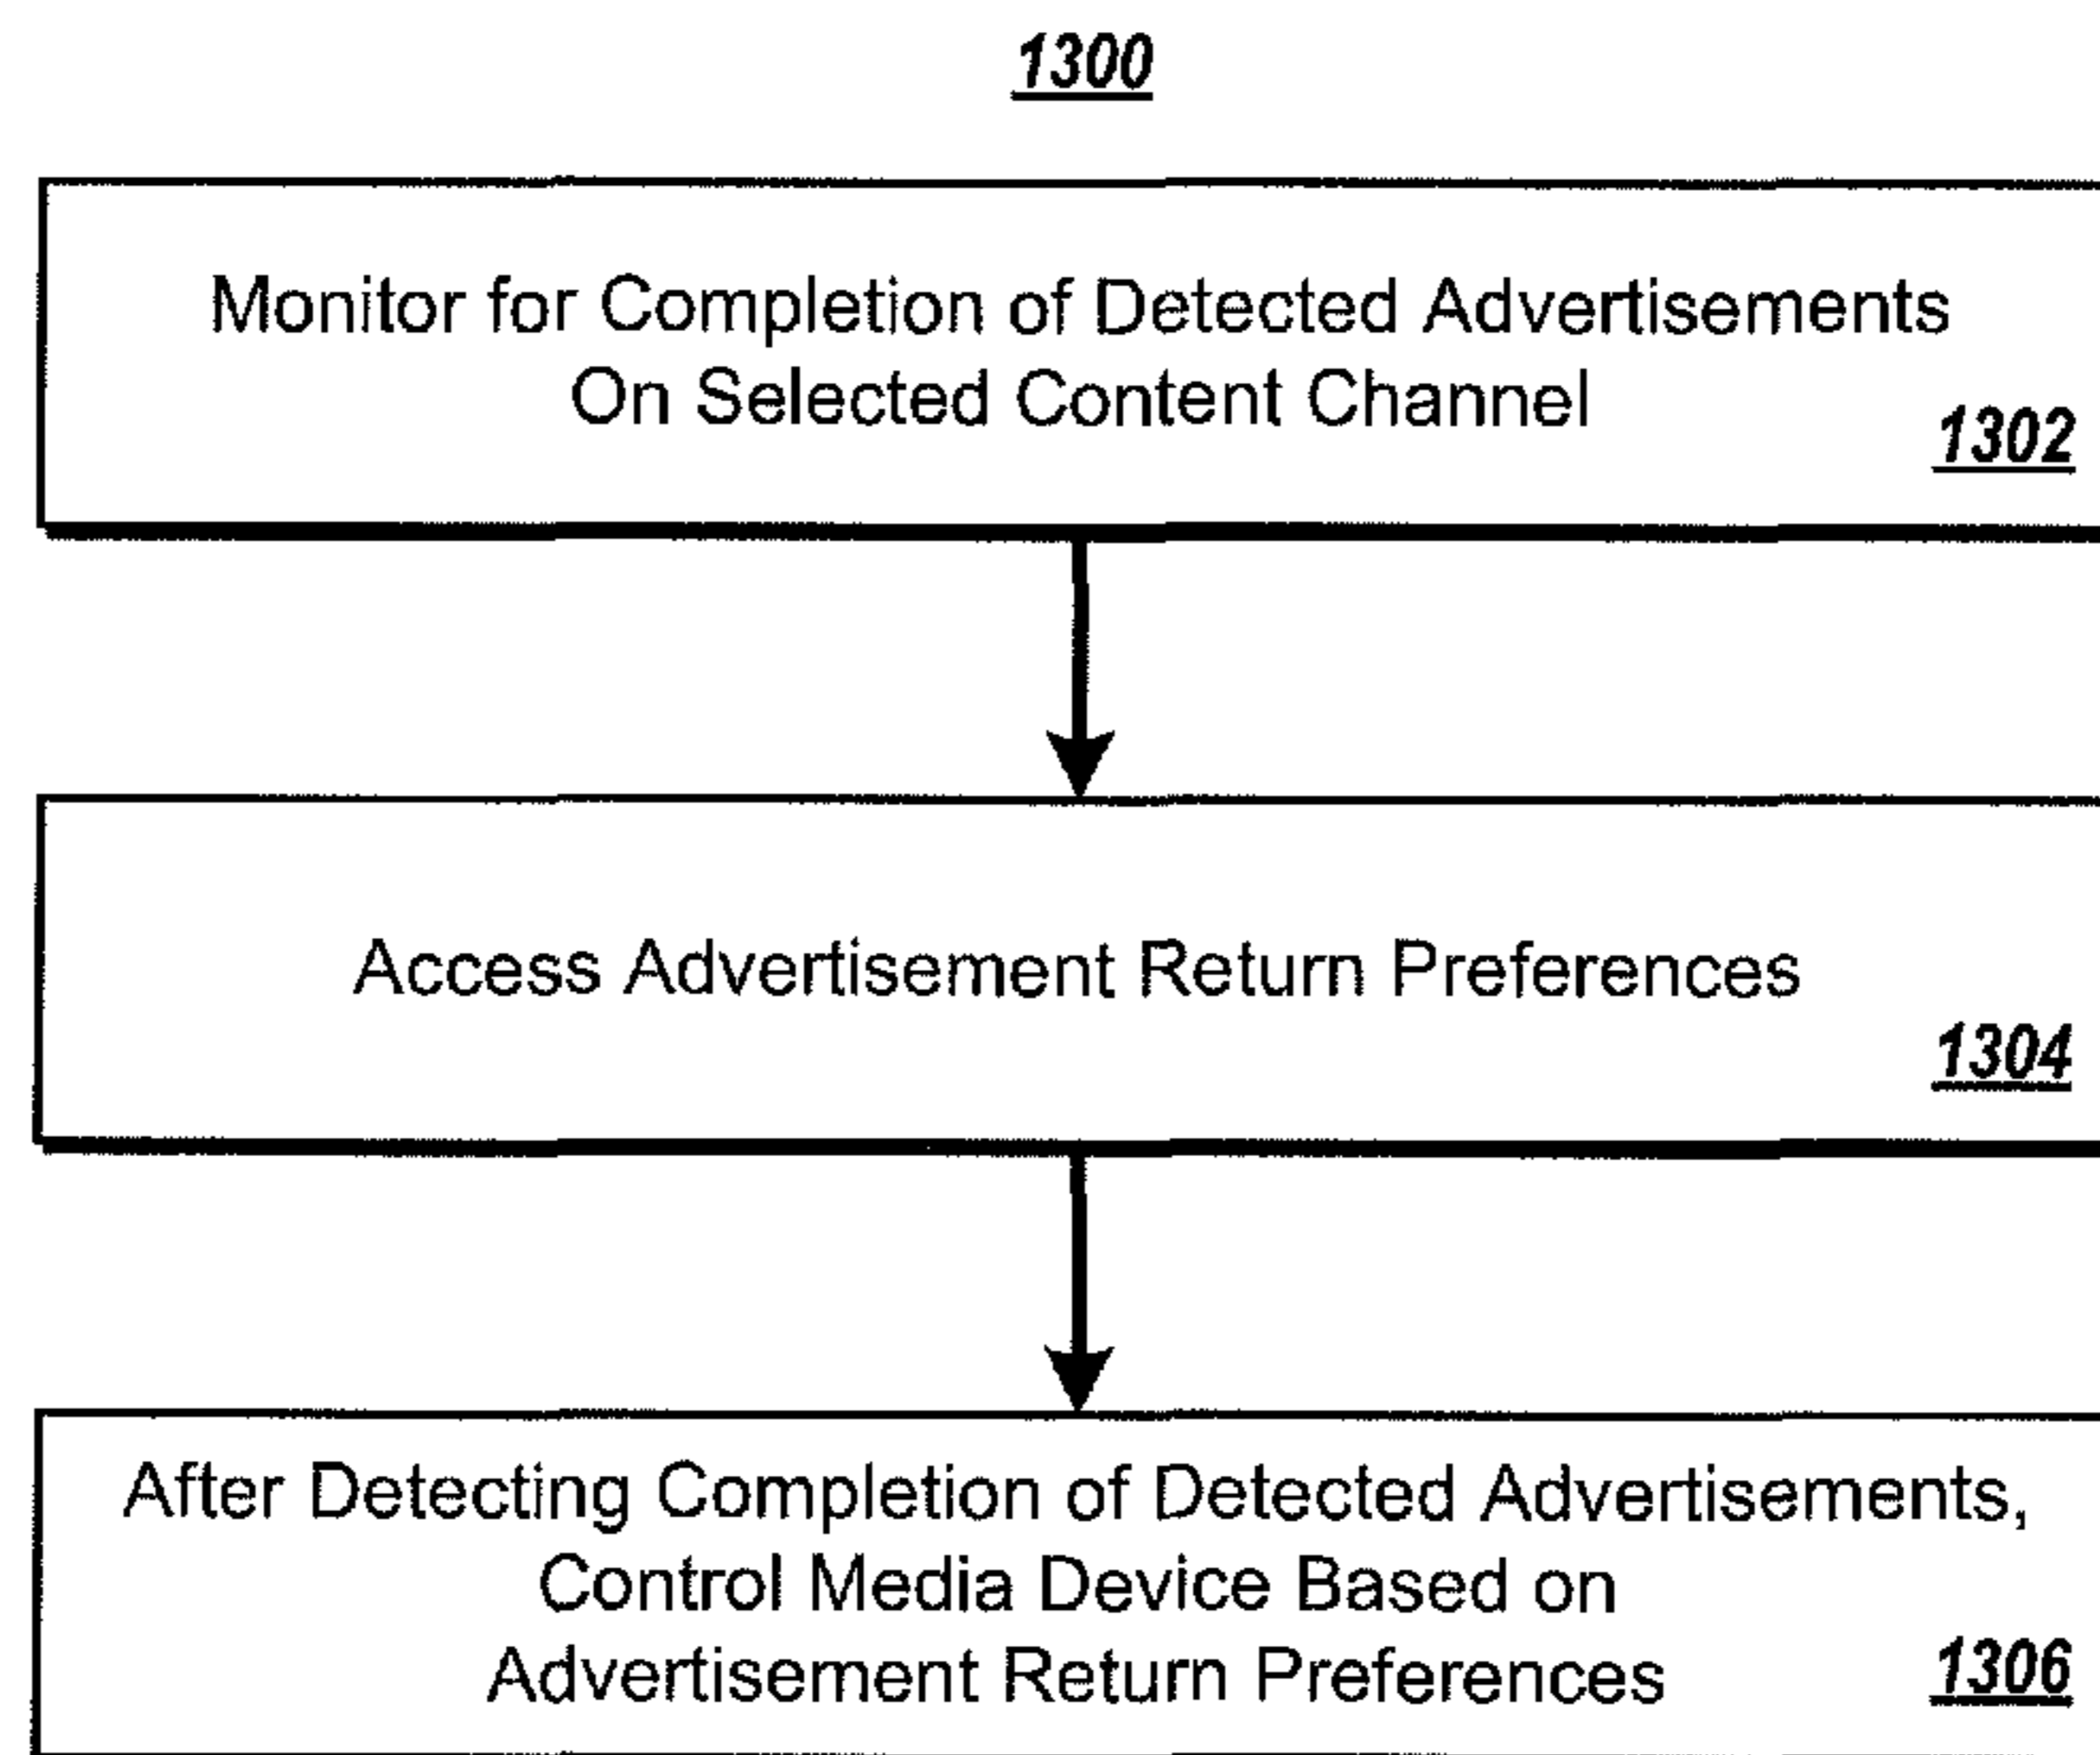 1300
Monitor for Completion of Detected Advertisements
On Selected Content Channel
1302
Access Advertisement Return Preferences
1304
After Detecting Completion of Detected Advertisements,
Control Media Device Based on
Advertisement Return Preferences
1306